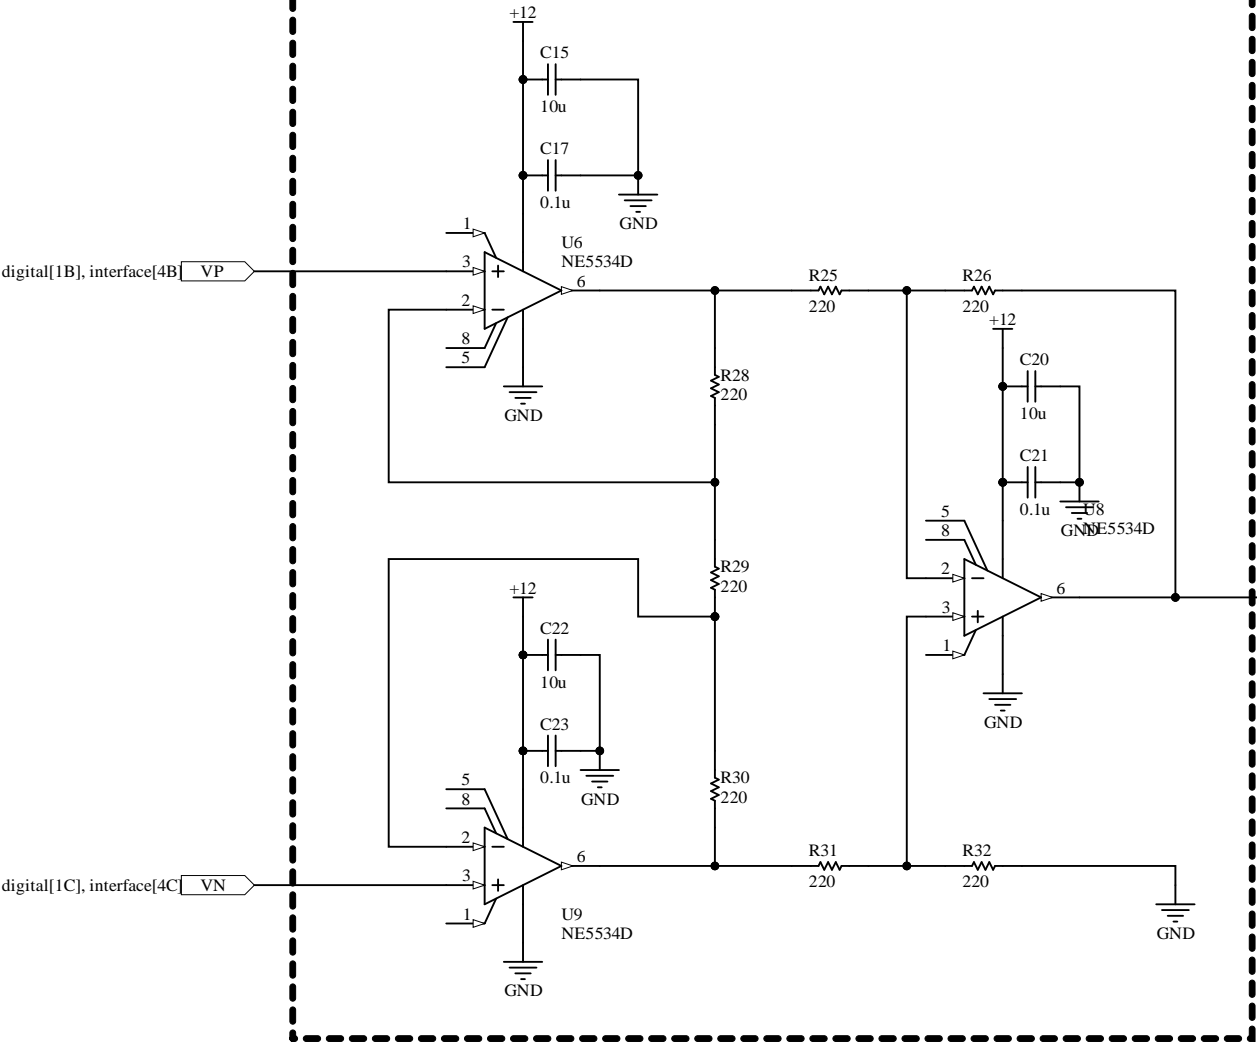 +12
C15
10u
C17
0.1u
GND
1
U6
NE5534D
digital[1B], interface[4B] VP
3
+
6
2
−
8
5
GND
R25
220
R26
220
+12
C20
10u
C21
0.1u
GND
U8
NE5534D
R28
220
5
8
2
−
6
3
+
1
GND
R29
220
+12
C22
10u
C23
0.1u
GND
R30
220
5
8
2
−
6
digital[1C], interface[4C] VN
3
+
1
U9
NE5534D
GND
R31
220
R32
220
GND